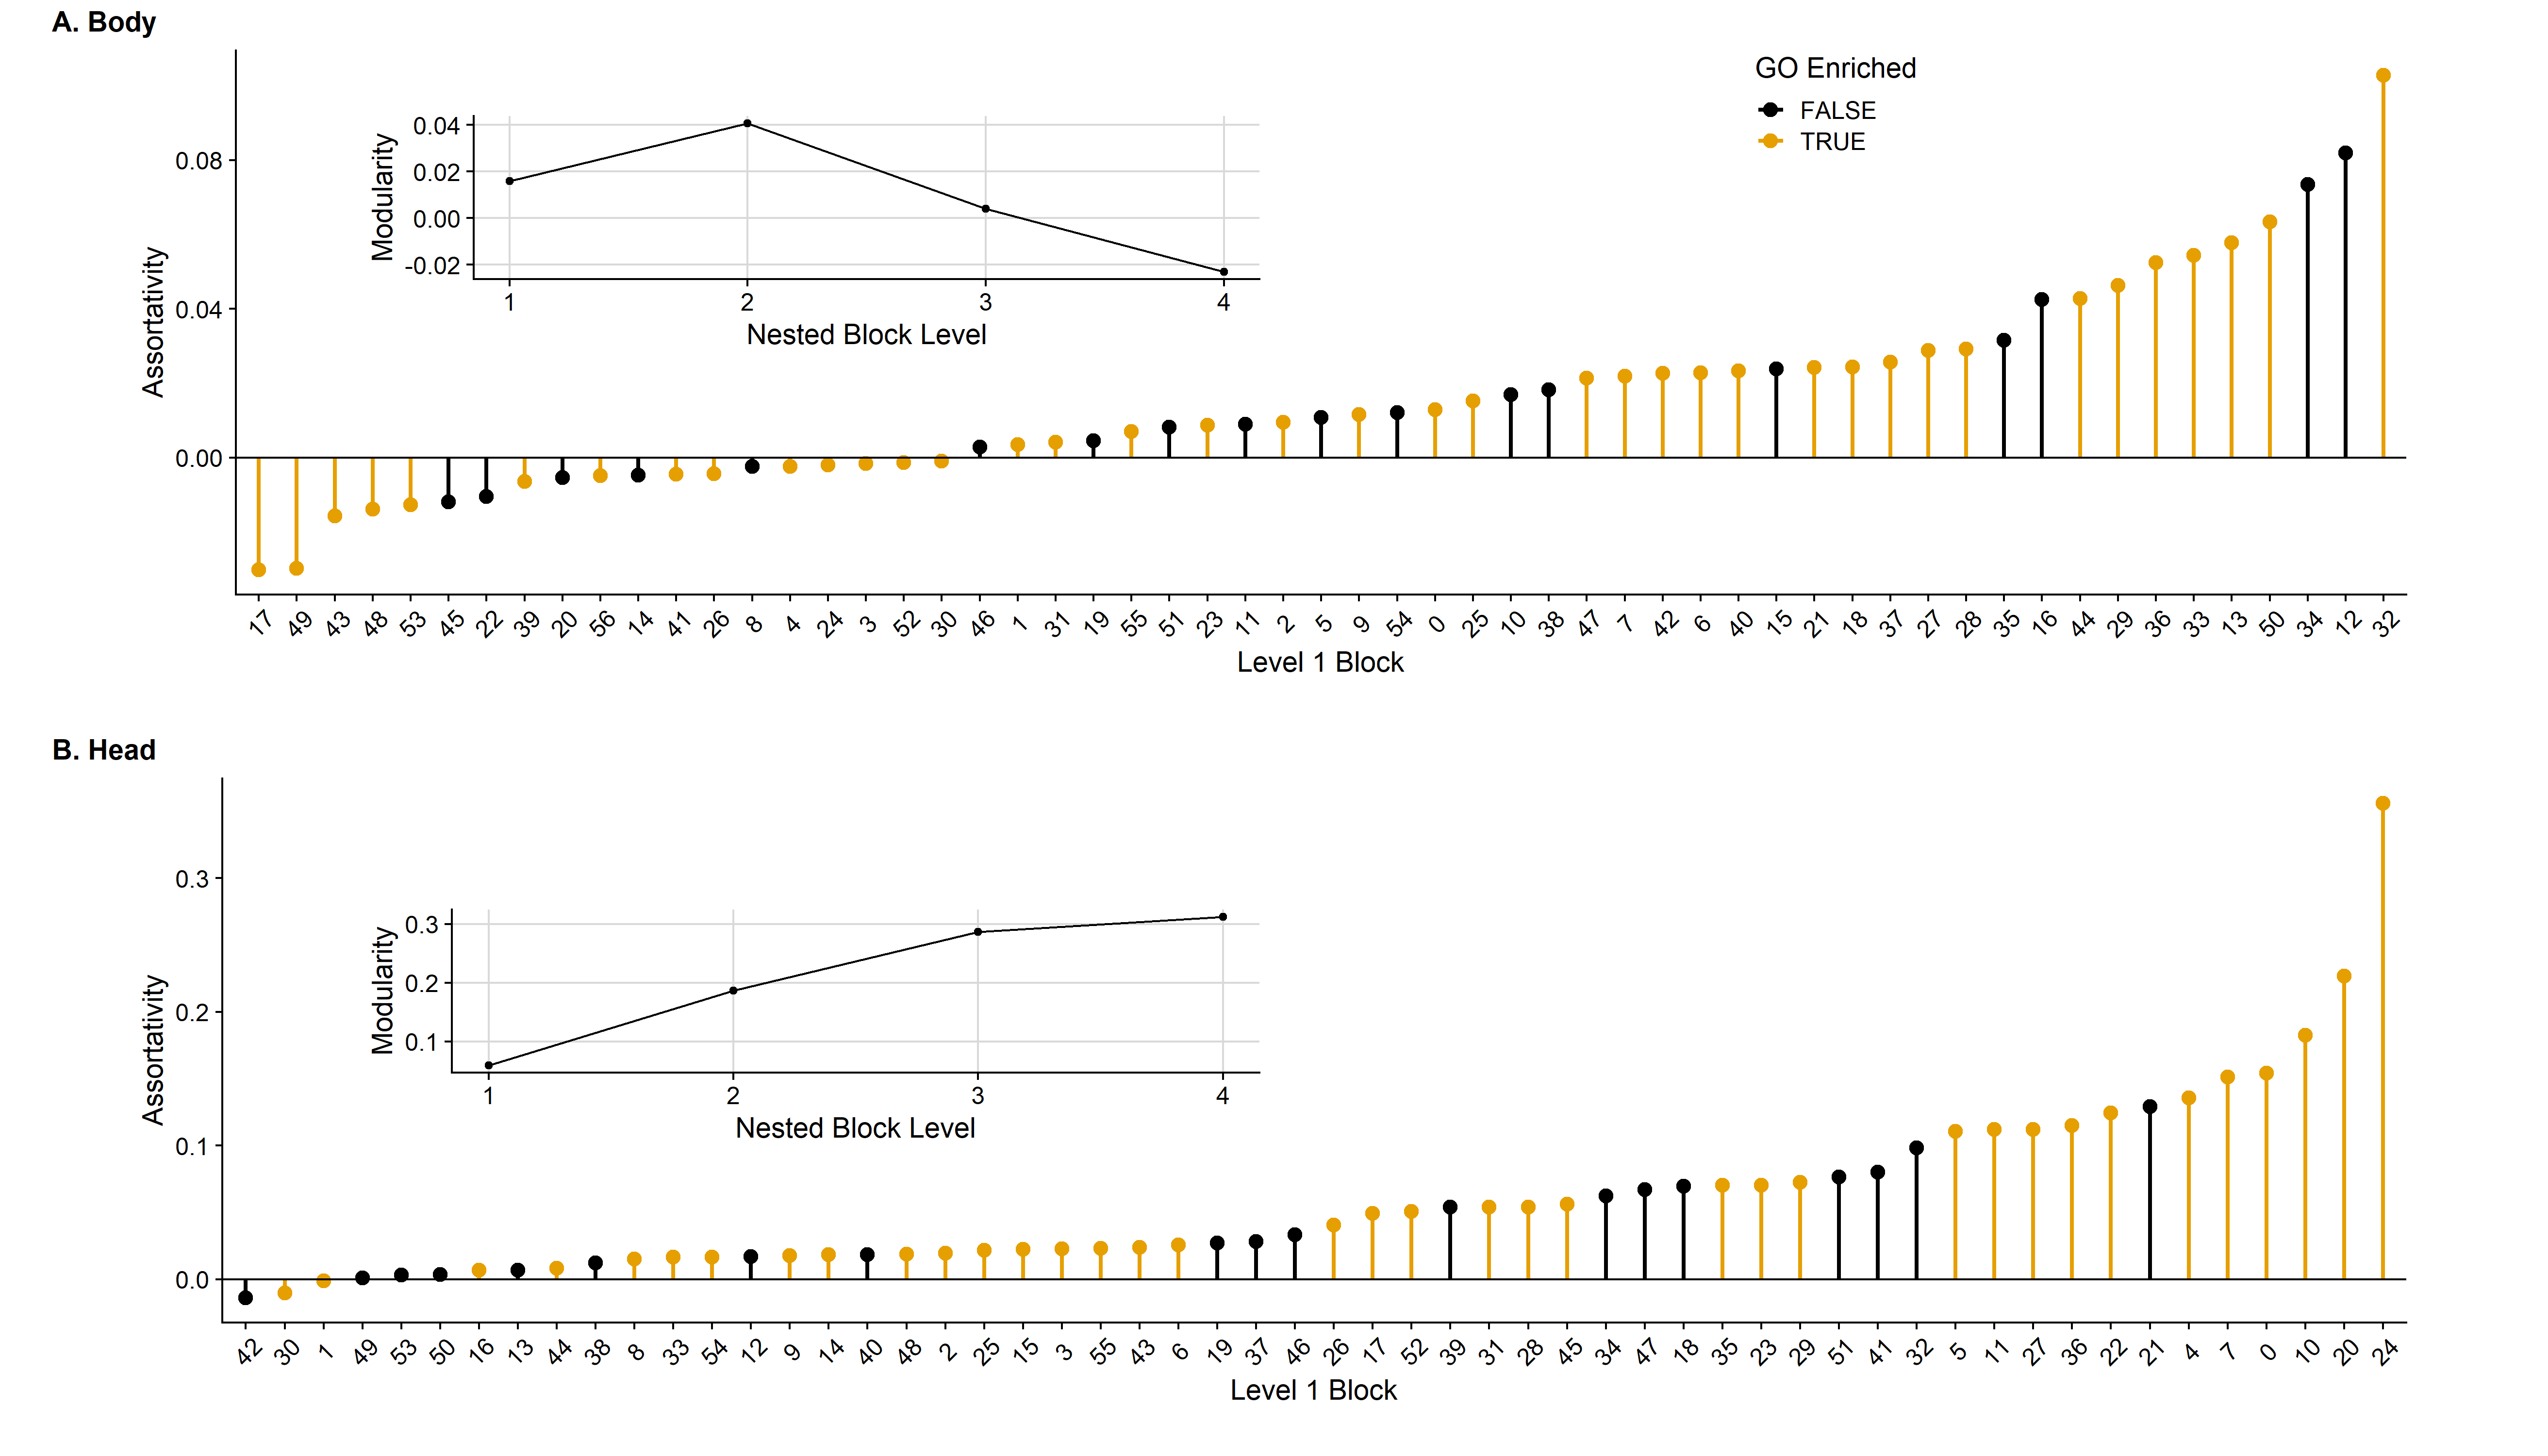 A. Body
GO Enriched
FALSE
TRUE
Assortativity
0.08
0.04
0.00
Modularity
0.04
0.02
0.00
-0.02
1 2 3 4
Nested Block Level
17 49 43 48 53 45 22 39 20 56 14 41 26 8 4 24 3 52 30 46 1 31 19 55 51 23 11 2 5 9 54 0 25 10 38 47 7 42 6 40 15 21 18 37 27 28 35 16 44 29 36 33 13 50 34 12 32
Level 1 Block
B. Head
Assortativity
0.3
0.2
0.1
0.0
Modularity
0.3
0.2
0.1
1 2 3 4
Nested Block Level
42 30 1 49 53 50 16 13 44 38 8 33 54 12 9 14 40 48 2 25 15 3 55 43 6 19 37 46 26 17 52 39 31 28 45 34 47 18 35 23 29 51 41 32 5 11 27 36 22 21 4 7 0 10 20 24
Level 1 Block